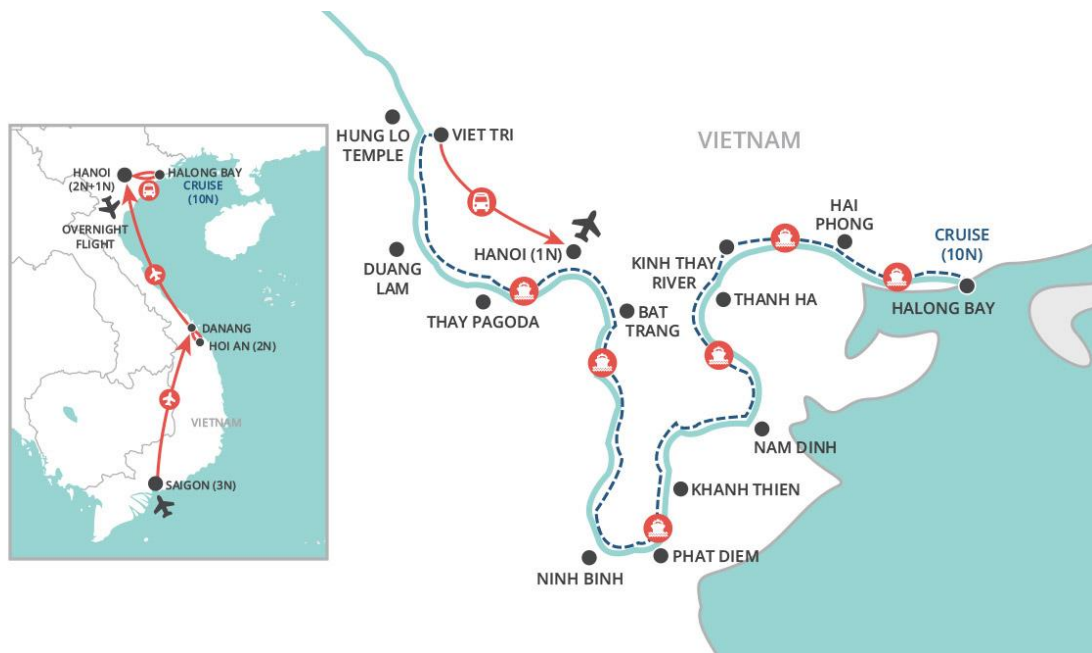 HANOI
(2N+1N)
HALONG BAY
CRUISE
(10N)
OVERNIGHT
FLIGHT
DANANG
HOI AN (2N)
VIETNAM
SAIGON (3N)
HUNG LO
TEMPLE
VIET TRI
VIETNAM
DUANG
LAM
HANOI (1N)
THAY PAGODA
BAT
TRANG
KINH THAY
RIVER
HAI
PHONG
CRUISE
(10N)
HALONG BAY
THANH HA
NAM DINH
KHANH THIEN
PHAT DIEM
NINH BINH